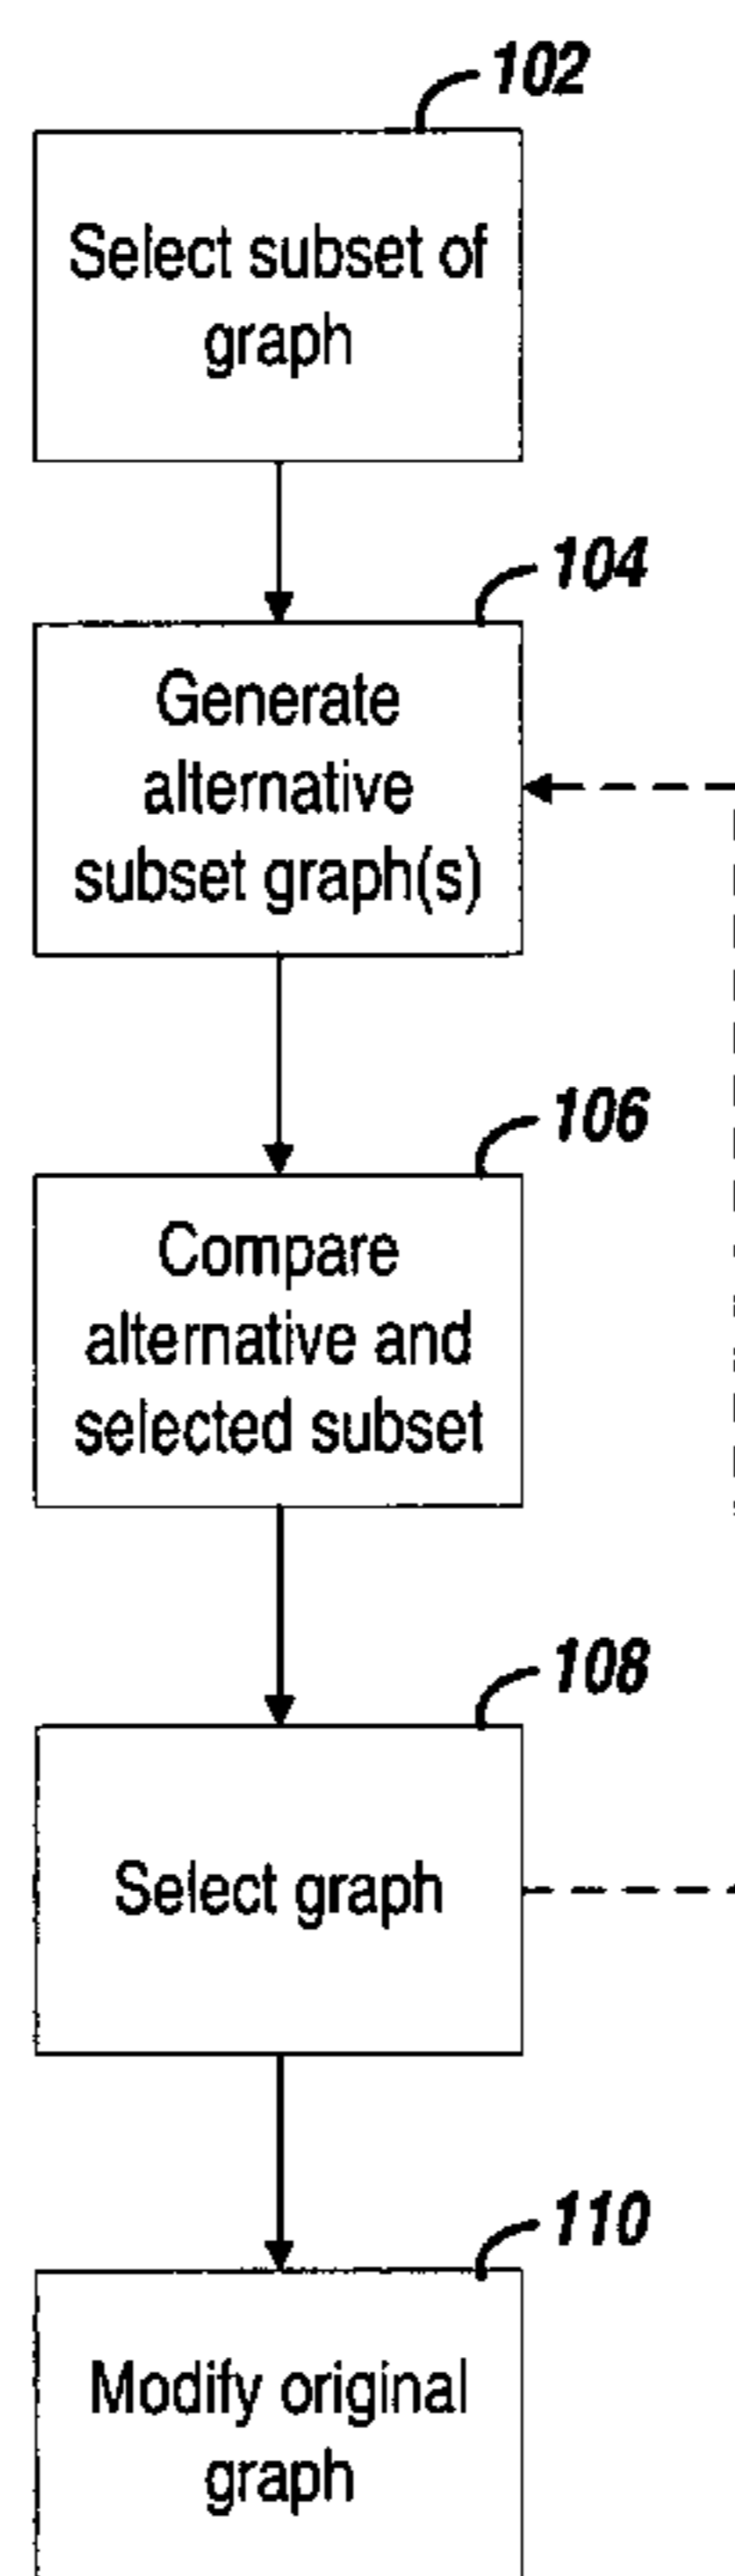 102
Select subset of
graph
104
Generate
alternative
subset graph(s)
106
Compare
alternative and
selected subset
108
Select graph
110
Modify original
graph